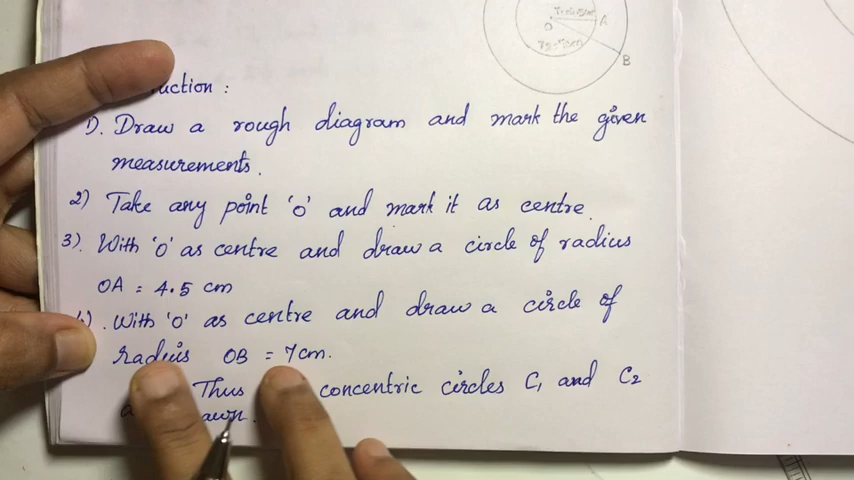 O
A
B
uction :
1). Draw a rough diagram and mark the given
measurements.
2) Take any point 'O' and mark it as centre.
3). With 'O' as centre and draw a circle of radius
OA = 4.5 cm
). With 'O' as centre and draw a circle of
radius OB = 7cm.
Thus concentric circles C₁ and C₂
awn.